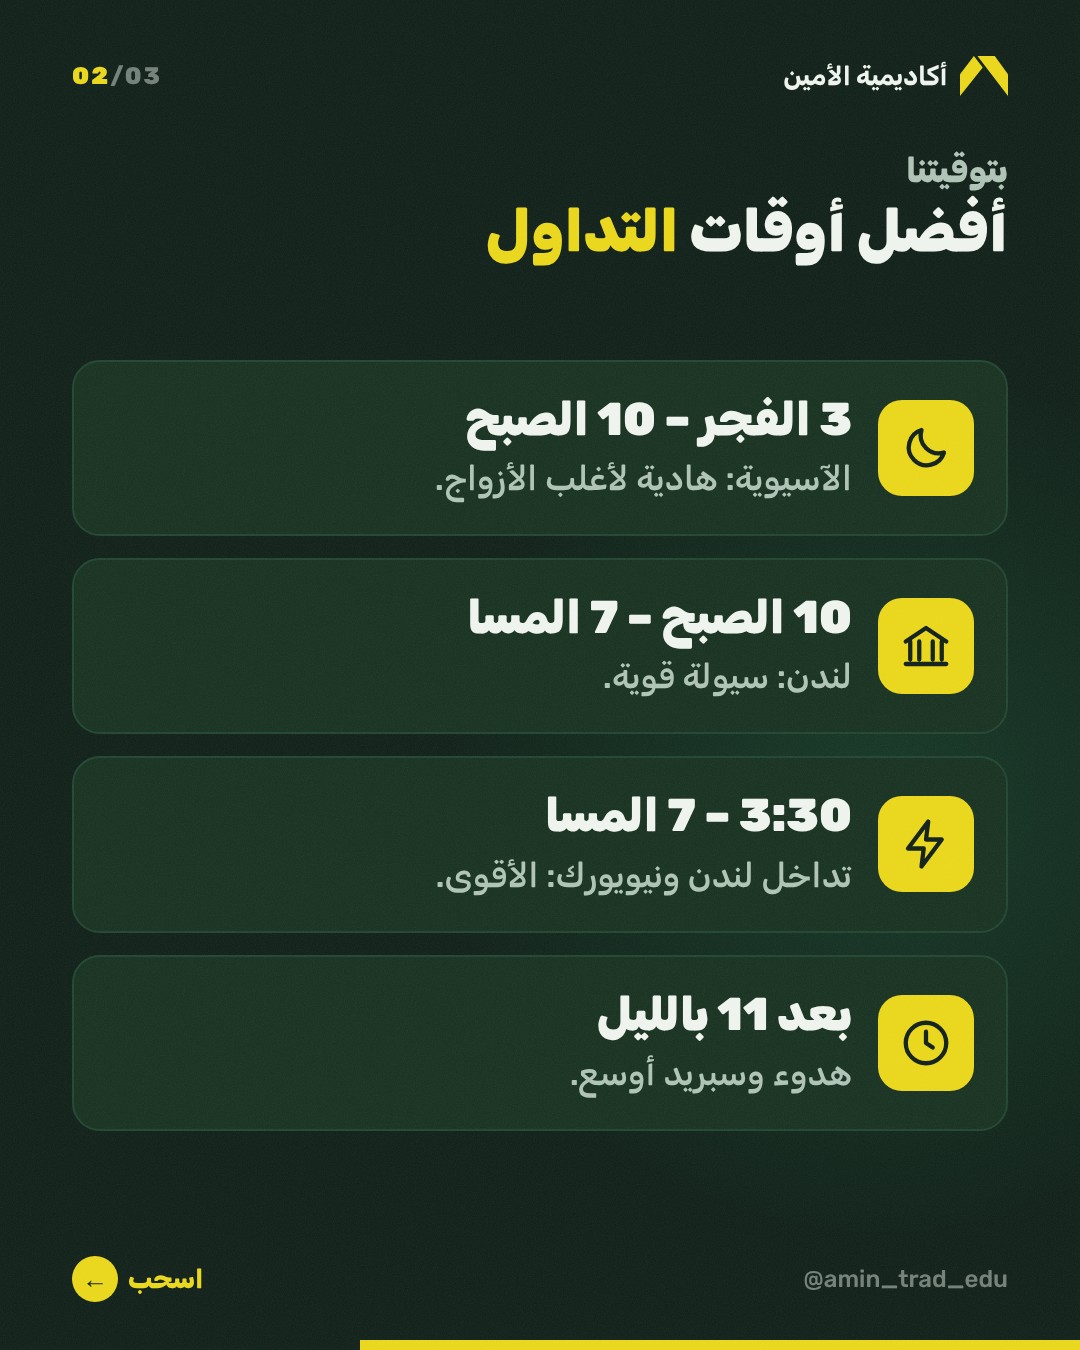 أكاديمية الأمين
02/03
بتوقيتنا
أفضل أوقات التداول
3 الفجر – 10 الصبح
الآسيوية: هادية لأغلب الأزواج.
10 الصبح – 7 المسا
لندن: سيولة قوية.
3:30 – 7 المسا
تداخل لندن ونيويورك: الأقوى.
بعد 11 بالليل
هدوء وسبريد أوسع.
@amin_trad_edu
اسحب ←